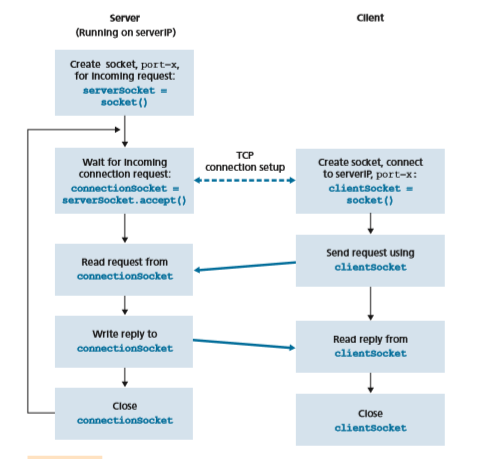 Server
(Running on serverIP)
Client
Create socket, port-x,
for incoming request:
serverSocket =
socket()
Wait for incoming
connection request:
connectionSocket =
serverSocket.accept()
TCP
connection setup
Create socket, connect
to serverIP, port-x:
clientSocket =
socket()
Read request from
connectionSocket
Send request using
clientSocket
Write reply to
connectionSocket
Read reply from
clientSocket
Close
connectionSocket
Close
clientSocket